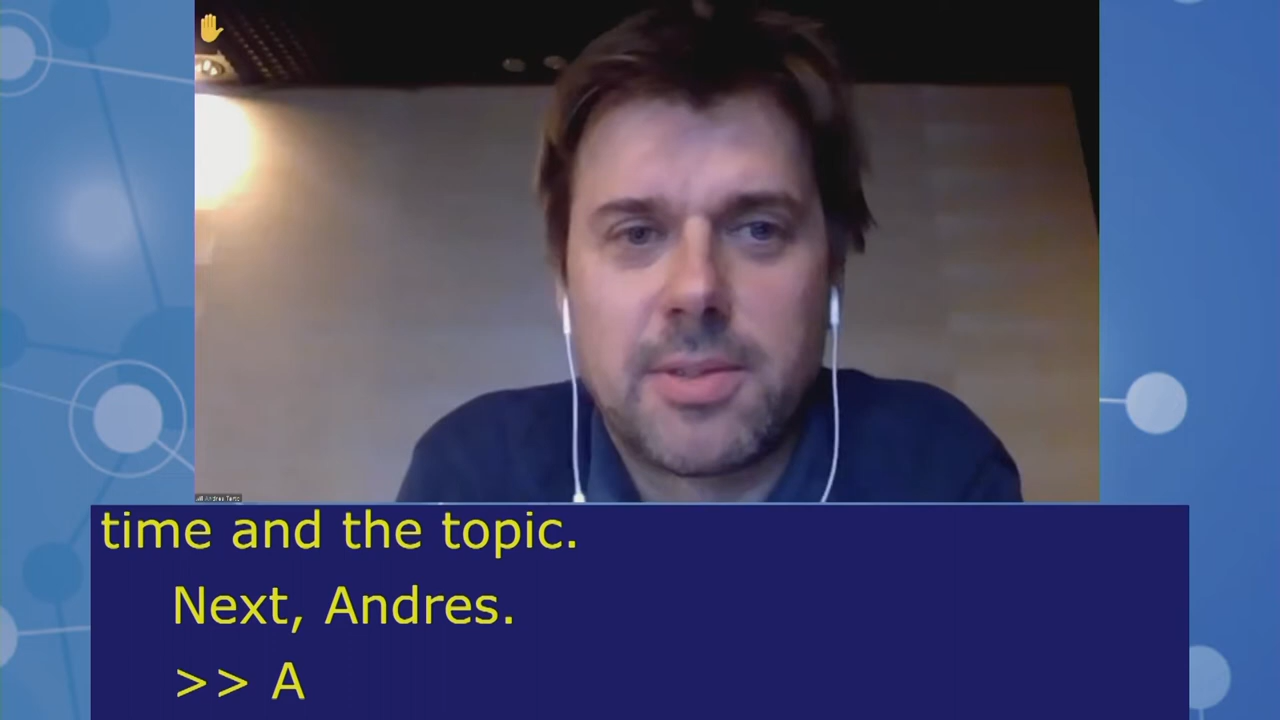 time and the topic.
Next, Andres.
>> A